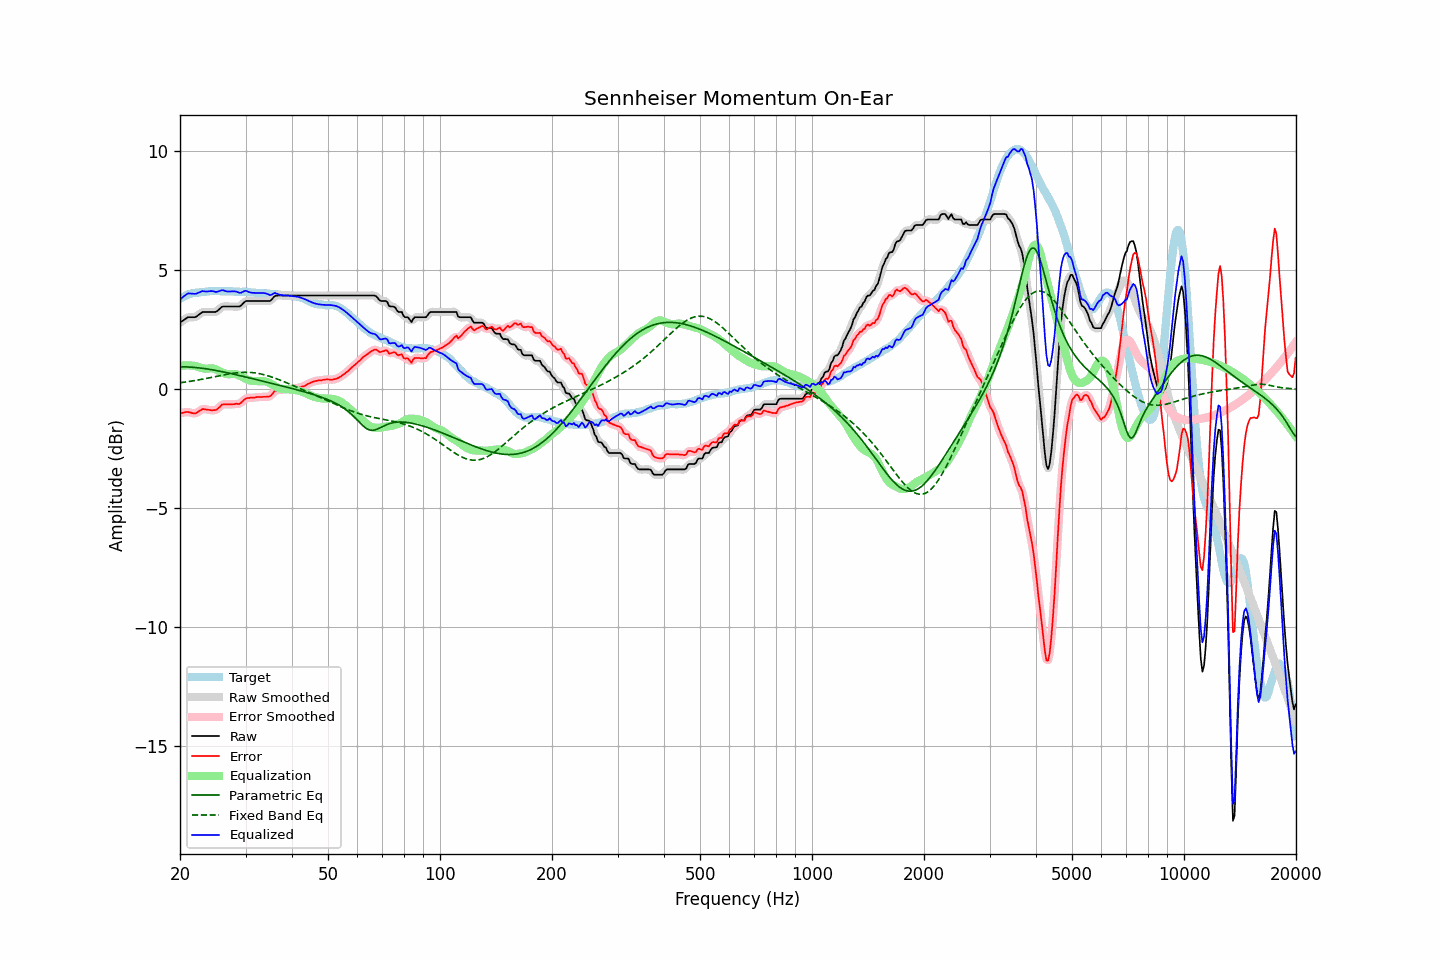 Sennheiser Momentum On-Ear
Amplitude (dBr)
10
5
0
−5
−10
−15
Target
Raw Smoothed
Error Smoothed
Raw
Error
Equalization
Parametric Eq
Fixed Band Eq
Equalized
20 50 100 200 500 1000 2000 5000 10000 20000
Frequency (Hz)